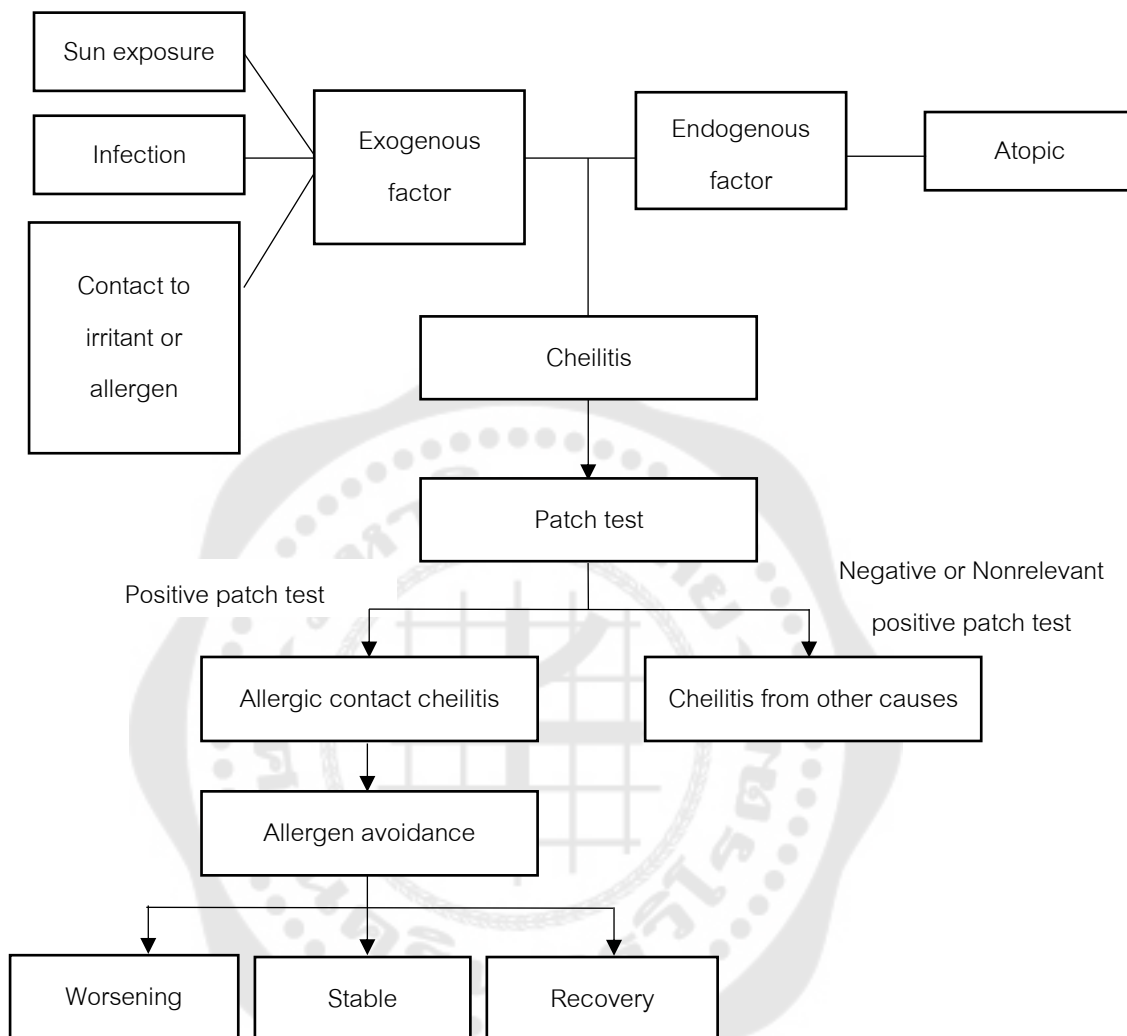 Sun exposure
Infection
Contact to
irritant or
allergen
Exogenous
factor
Endogenous
factor
Atopic
Cheilitis
Patch test
Positive patch test
Negative or Nonrelevant
positive patch test
Allergic contact cheilitis
Cheilitis from other causes
Allergen avoidance
Worsening
Stable
Recovery